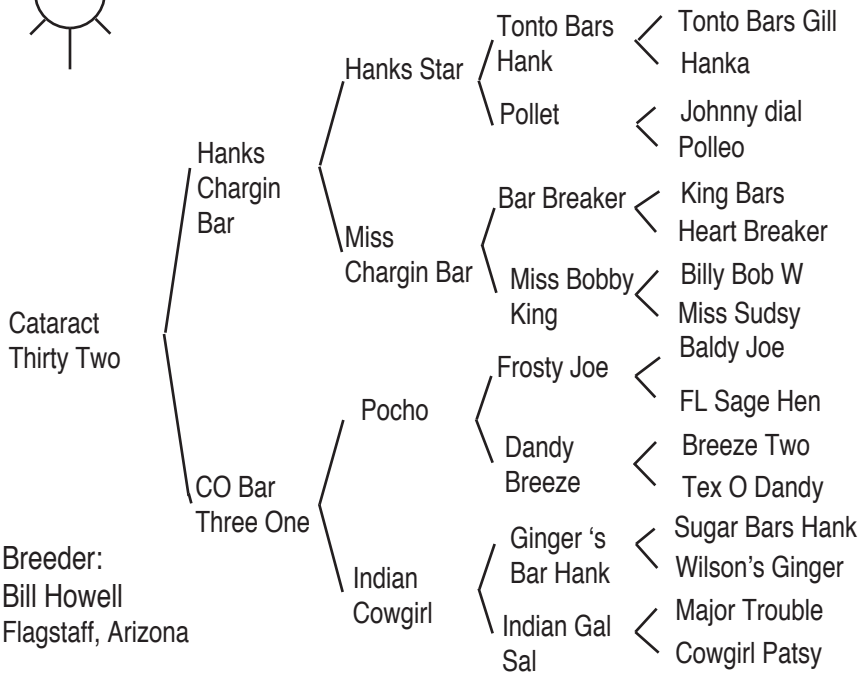 Cataract
Thirty Two
Hanks
Chargin
Bar
CO Bar
Three One
Hanks Star
Miss
Chargin Bar
Pocho
Indian
Cowgirl
Tonto Bars
Hank
Pollet
Bar Breaker
Miss Bobby
King
Frosty Joe
Dandy
Breeze
Ginger ‘s
Bar Hank
Indian Gal
Sal
Tonto Bars Gill
Hanka
Johnny dial
Polleo
King Bars
Heart Breaker
Billy Bob W
Miss Sudsy
Baldy Joe
FL Sage Hen
Breeze Two
Tex O Dandy
Sugar Bars Hank
Wilson’s Ginger
Major Trouble
Cowgirl Patsy
Breeder:
Bill Howell
Flagstaff, Arizona